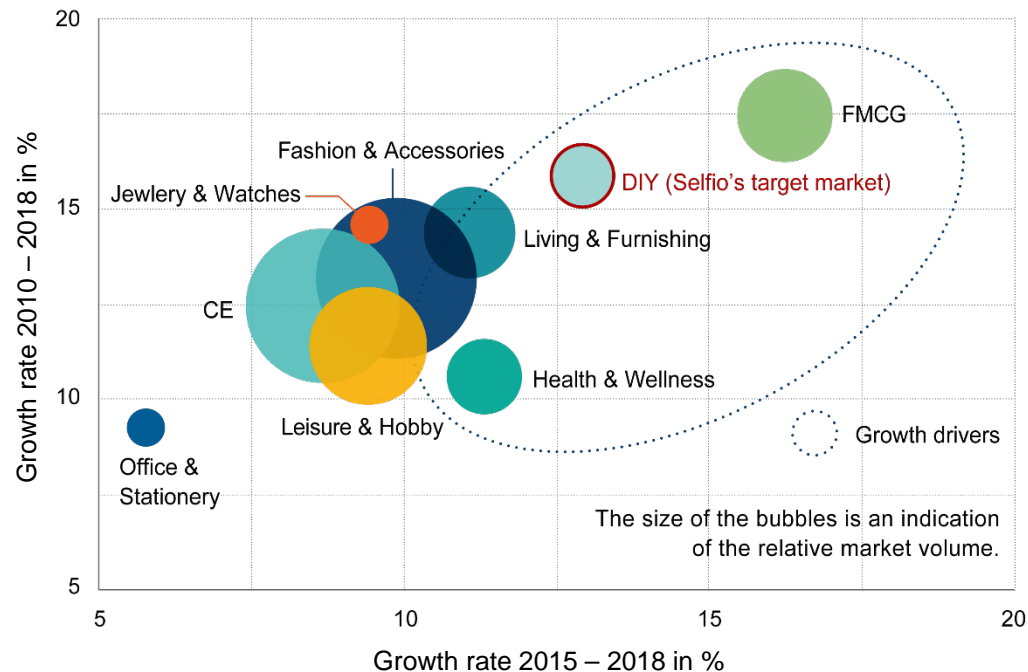 Growth rate 2010 – 2018 in %
20
15
10
5
Fashion & Accessories
Jewlery & Watches
CE
Leisure & Hobby
Office &
Stationery
FMCG
DIY (Selfio's target market)
Living & Furnishing
Health & Wellness
Growth drivers
The size of the bubbles is an indication
of the relative market volume.
5
10
15
20
Growth rate 2015 – 2018 in %